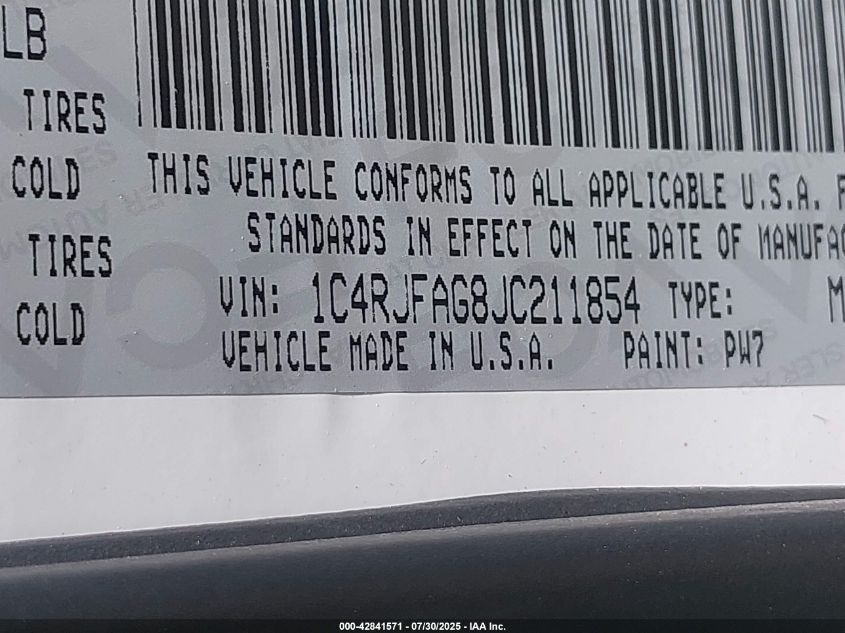 LB
TIRES
COLD
THIS VEHICLE CONFORMS TO ALL APPLICABLE U.S.A. F
STANDARDS IN EFFECT ON THE DATE OF MANUFAC
TIRES
VIN: 1C4RJFAG8JC211854 TYPE: M
COLD
VEHICLE MADE IN U.S.A. PAINT: PW7
000-42841571 - 07/30/2025 - IAA Inc.